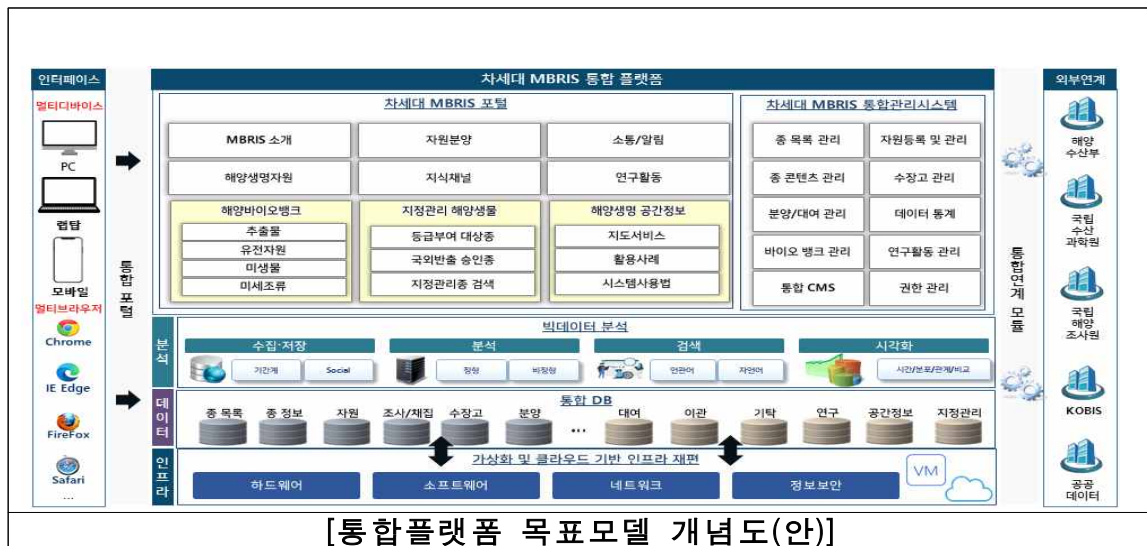 인터페이스
멀티디바이스
PC
랩탑
모바일
멀티브라우저
Chrome
IE Edge
FireFox
Safari
...
통합 포털
차세대 MBRIS 통합 플랫폼
차세대 MBRIS 포털
MBRIS 소개
자원분양
소통/알림
해양생명자원
지식채널
연구활동
해양바이오뱅크
추출물
유전자원
미생물
미세조류
지정관리 해양생물
등급부여 대상종
국외반출 승인종
지정관리종 검색
해양생명 공간정보
지도서비스
활용사례
시스템사용법
차세대 MBRIS 통합관리시스템
종 목록 관리
자원등록 및 관리
종 콘텐츠 관리
수장고 관리
분양/대여 관리
데이터 통계
바이오 뱅크 관리
연구활동 관리
통합 CMS
권한 관리
분석
빅데이터 분석
수집·저장
기간계
Social
분석
정형
비정형
검색
연관어
자연어
시각화
시간/분포/관계/비교
데이터
통합 DB
종 목록
종 정보
자원
조사/채집
수장고
분양
...
대여
이관
기탁
연구
공간정보
지정관리
인프라
가상화 및 클라우드 기반 인프라 재편
하드웨어
소프트웨어
네트워크
정보보안
VM
통합연계 모듈
외부연계
해양
수산부
국립
수산
과학원
국립
해양
조사원
KOBIS
공공
데이터
[통합플랫폼 목표모델 개념도(안)]